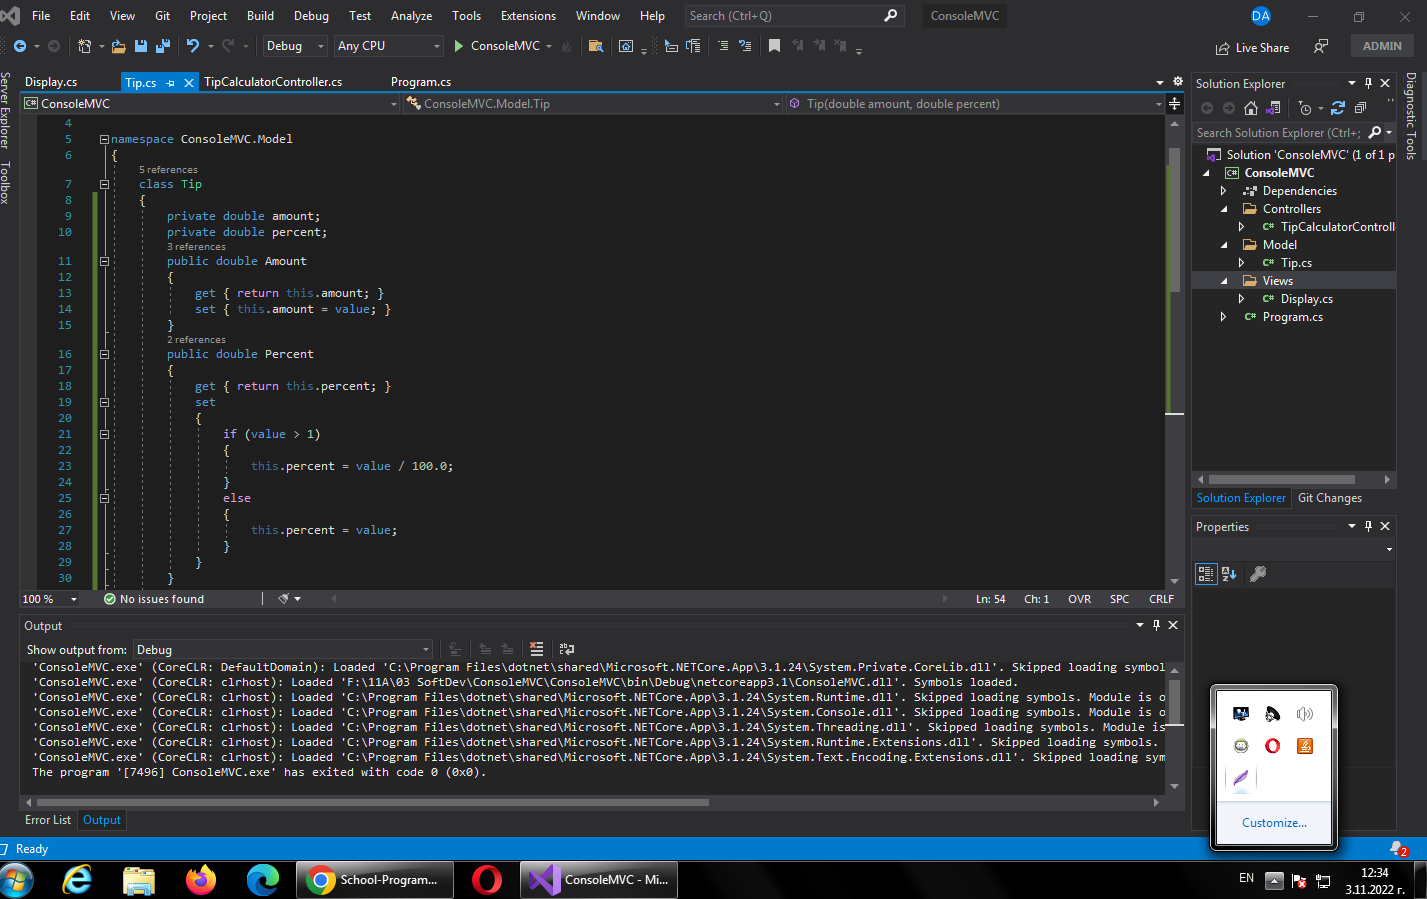 File Edit View Git Project Build Debug Test Analyze Tools Extensions Window Help Search (Ctrl+Q) ConsoleMVC DA
Debug Any CPU ConsoleMVC Live Share ADMIN
Server Explorer
Toolbox
Display.cs Tip.cs TipCalculatorController.cs Program.cs
C# ConsoleMVC ConsoleMVC.Model.Tip Tip(double amount, double percent)
4
5 namespace ConsoleMVC.Model
6 {
5 references
7 class Tip
8 {
9 private double amount;
10 private double percent;
3 references
11 public double Amount
12 {
13 get { return this.amount; }
14 set { this.amount = value; }
15 }
2 references
16 public double Percent
17 {
18 get { return this.percent; }
19 set
20 {
21 if (value > 1)
22 {
23 this.percent = value / 100.0;
24 }
25 else
26 {
27 this.percent = value;
28 }
29 }
30 }
100 % No issues found Ln: 54 Ch: 1 OVR SPC CRLF
Output
Show output from: Debug
'ConsoleMVC.exe' (CoreCLR: DefaultDomain): Loaded 'C:\Program Files\dotnet\shared\Microsoft.NETCore.App\3.1.24\System.Private.CoreLib.dll'. Skipped loading symbol
'ConsoleMVC.exe' (CoreCLR: clrhost): Loaded 'F:\11A\03 SoftDev\ConsoleMVC\ConsoleMVC\bin\Debug\netcoreapp3.1\ConsoleMVC.dll'. Symbols loaded.
'ConsoleMVC.exe' (CoreCLR: clrhost): Loaded 'C:\Program Files\dotnet\shared\Microsoft.NETCore.App\3.1.24\System.Runtime.dll'. Skipped loading symbols. Module is o
'ConsoleMVC.exe' (CoreCLR: clrhost): Loaded 'C:\Program Files\dotnet\shared\Microsoft.NETCore.App\3.1.24\System.Console.dll'. Skipped loading symbols. Module is o
'ConsoleMVC.exe' (CoreCLR: clrhost): Loaded 'C:\Program Files\dotnet\shared\Microsoft.NETCore.App\3.1.24\System.Threading.dll'. Skipped loading symbols. Module is
'ConsoleMVC.exe' (CoreCLR: clrhost): Loaded 'C:\Program Files\dotnet\shared\Microsoft.NETCore.App\3.1.24\System.Runtime.Extensions.dll'. Skipped loading symbols.
'ConsoleMVC.exe' (CoreCLR: clrhost): Loaded 'C:\Program Files\dotnet\shared\Microsoft.NETCore.App\3.1.24\System.Text.Encoding.Extensions.dll'. Skipped loading sym
The program '[7496] ConsoleMVC.exe' has exited with code 0 (0x0).
Error List Output
Solution Explorer
Search Solution Explorer (Ctrl+;
Solution 'ConsoleMVC' (1 of 1 p
C# ConsoleMVC
Dependencies
Controllers
C# TipCalculatorControll
Model
C# Tip.cs
Views
C# Display.cs
C# Program.cs
Solution Explorer Git Changes
Properties
Diagnostic Tools
Customize...
Ready 2
School-Program... ConsoleMVC - Mi... EN 12:34
3.11.2022 г.